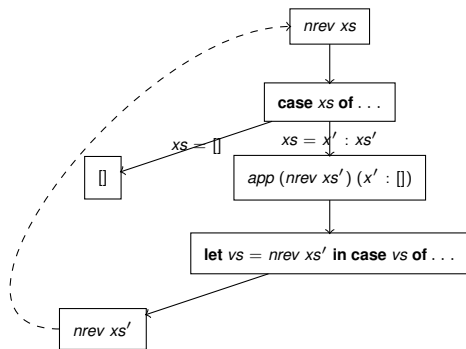 nrev xs
case xs of . . .
xs = []
xs = x′ : xs′
[]
app (nrev xs′) (x′ : [])
let vs = nrev xs′ in case vs of . . .
nrev xs′